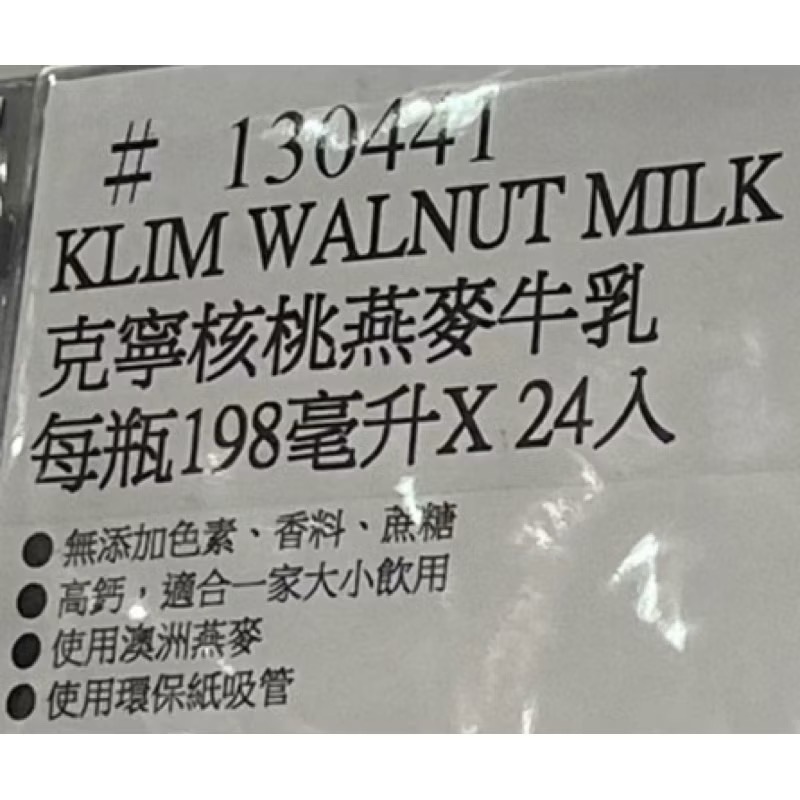 # 130441
KLIM WALNUT MILK
克寧核桃燕麥牛乳
每瓶198毫升X 24入
●無添加色素、香料、蔗糖
●高鈣，適合一家大小飲用
●使用澳洲燕麥
●使用環保紙吸管